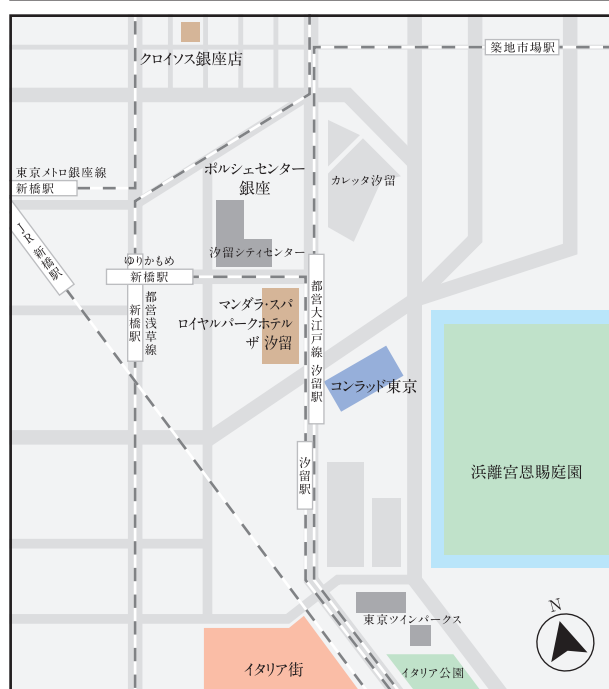 築地市場駅
クロイソス銀座店
東京メトロ銀座線
新橋駅
ポルシェセンター
銀座
カレッタ汐留
JR 新橋駅
汐留シティセンター
ゆりかもめ
新橋駅
都営浅草線
新橋駅
マンダラ・スパ
ロイヤルパークホテル
ザ 汐留
都営大江戸線 汐留駅
コンラッド東京
汐留駅
浜離宮恩賜庭園
東京ツインパークス
N
イタリア街
イタリア公園